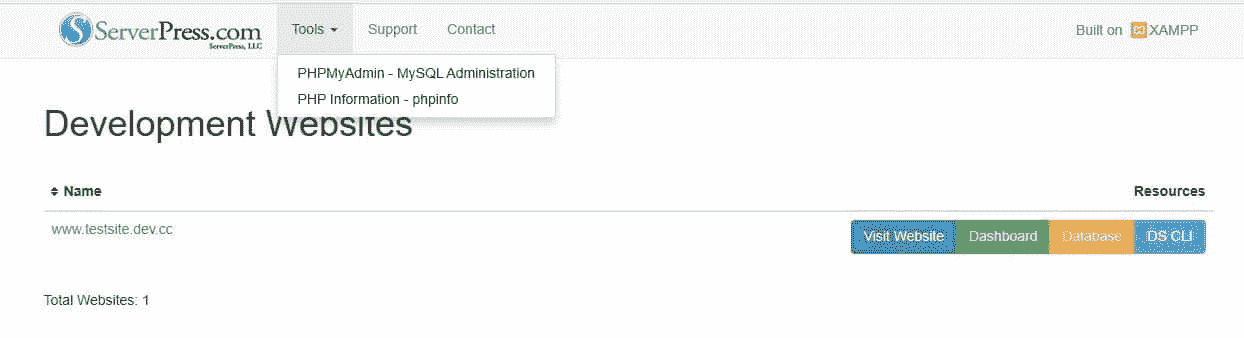 ServerPress.com Tools Support Contact Built on XAMPP
ServerPress, LLC
PHPMyAdmin - MySQL Administration
PHP Information - phpinfo
Development Websites
Name Resources
www.testsite.dev.cc Visit Website Dashboard Database DS CLI
Total Websites: 1